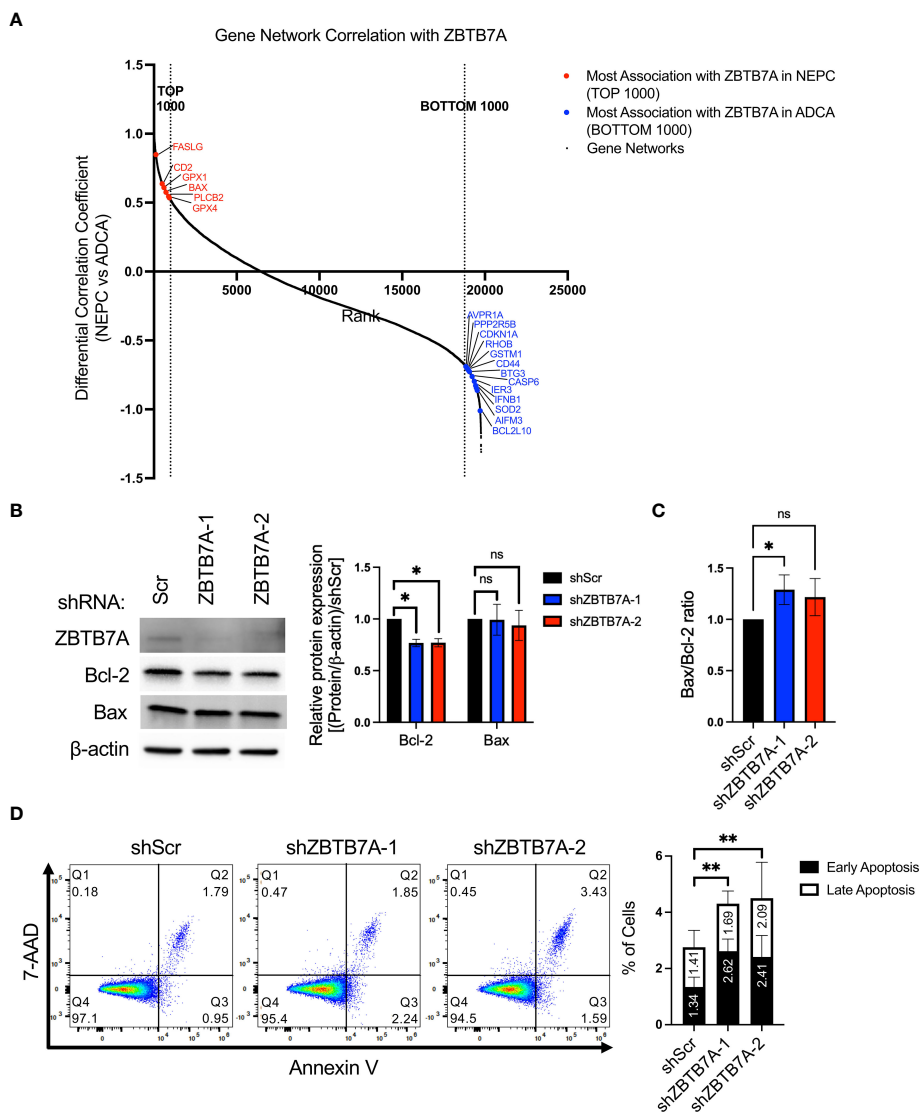 A
Gene Network Correlation with ZBTB7A
1.5
1.0
0.5
0.0
-0.5
-1.0
-1.5
Differential Correlation Coefficient
(NEPC vs ADCA)
TOP
1000
BOTTOM 1000
5000
10000
15000
20000
25000
Rank
FASLG
CD2
GPX1
BAX
PLCB2
GPX4
AVPR1A
PPP2R5B
CDKN1A
RHOB
GSTM1
CD44
BTG3
CASP6
IER3
IFNB1
SOD2
AIFM3
BCL2L10
Most Association with ZBTB7A in NEPC
(TOP 1000)
Most Association with ZBTB7A in ADCA
(BOTTOM 1000)
Gene Networks
B
shRNA:
Scr
ZBTB7A-1
ZBTB7A-2
ZBTB7A
Bcl-2
Bax
β-actin
Relative protein expression
[(Protein/β-actin)/shScr]
1.5
1.0
0.5
0.0
*
*
ns
ns
Bcl-2
Bax
shScr
shZBTB7A-1
shZBTB7A-2
C
Bax/Bcl-2 ratio
1.5
1.0
0.5
0.0
ns
*
shScr
shZBTB7A-1
shZBTB7A-2
D
shScr
shZBTB7A-1
shZBTB7A-2
7-AAD
Annexin V
Q1
0.18
Q2
1.79
Q4
97.1
Q3
0.95
Q1
0.47
Q2
1.85
Q4
95.4
Q3
2.24
Q1
0.45
Q2
3.43
Q4
94.5
Q3
1.59
% of Cells
6
4
2
0
**
**
1.34
1.41
2.62
1.69
2.41
2.09
shScr
shZBTB7A-1
shZBTB7A-2
Early Apoptosis
Late Apoptosis